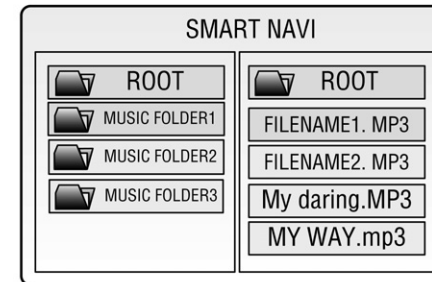 SMART NAVI
ROOT
MUSIC FOLDER1
MUSIC FOLDER2
MUSIC FOLDER3
ROOT
FILENAME1. MP3
FILENAME2. MP3
My daring.MP3
MY WAY.mp3